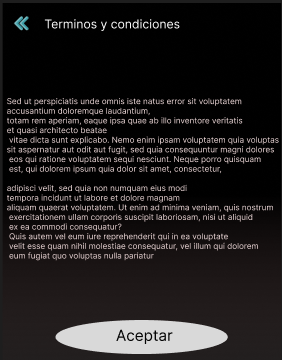 Terminos y condiciones
Sed ut perspiciatis unde omnis iste natus error sit voluptatem
accusantium doloremque laudantium,
totam rem aperiam, eaque ipsa quae ab illo inventore veritatis
et quasi architecto beatae
vitae dicta sunt explicabo. Nemo enim ipsam voluptatem quia voluptas
sit aspernatur aut odit aut fugit, sed quia consequuntur magni dolores
eos qui ratione voluptatem sequi nesciunt. Neque porro quisquam
est, qui dolorem ipsum quia dolor sit amet, consectetur,
adipisci velit, sed quia non numquam eius modi
tempora incidunt ut labore et dolore magnam
aliquam quaerat voluptatem. Ut enim ad minima veniam, quis nostrum
exercitationem ullam corporis suscipit laboriosam, nisi ut aliquid
ex ea commodi consequatur?
Quis autem vel eum iure reprehenderit qui in ea voluptate
velit esse quam nihil molestiae consequatur, vel illum qui dolorem
eum fugiat quo voluptas nulla pariatur
Aceptar